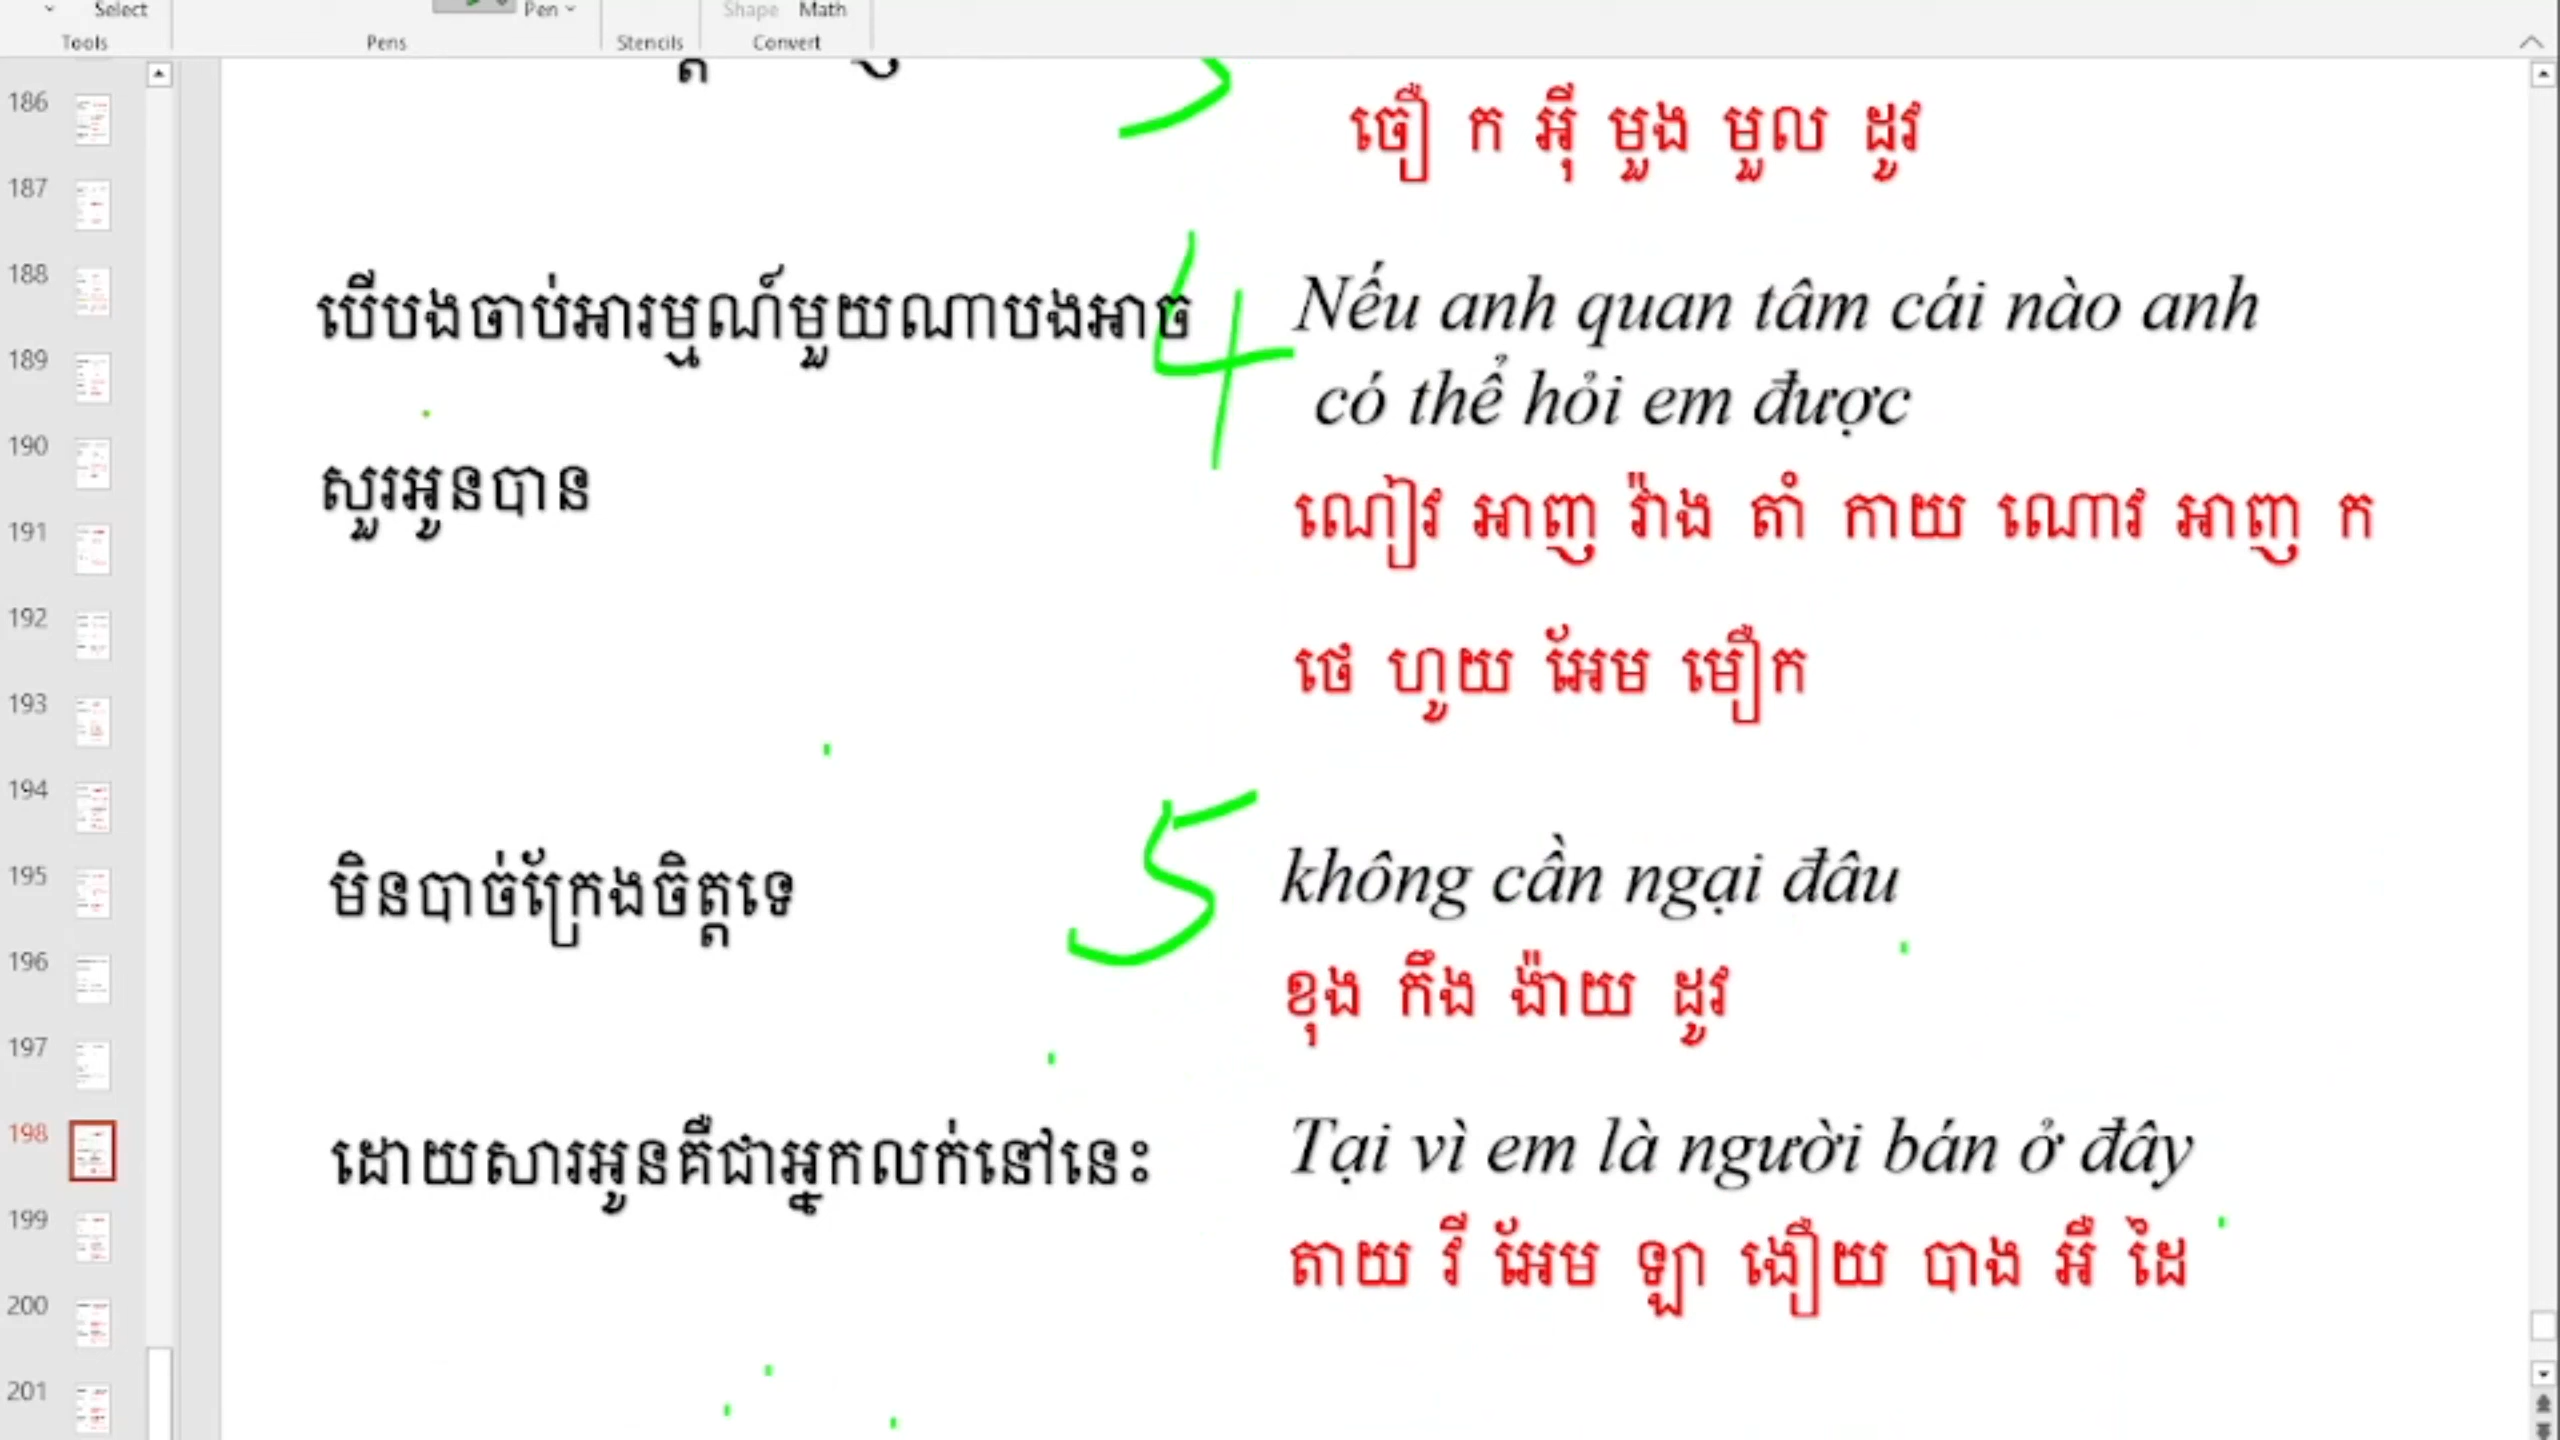 Select
Pen
Shape Math
Tools
Pens
Stencils
Convert
186
187
188
189
190
191
192
193
194
195
196
197
198
199
200
201
ចឿ ក អ៊ី មួង មួល ដូវ
បើបងចាប់អារម្មណ៍មួយណាបងអាច
4
Nếu anh quan tâm cái nào anh
có thể hỏi em được
សួរអូនបាន
ណៀវ អាញ វ៉ាង តាំ កាយ ណោវ អាញ ក
ថេ ហូយ អែម មឿក
មិនបាច់ក្រែងចិត្តទេ
5
không cần ngại đâu
ខុង កឹង ង៉ាយ ដូវ
ដោយសារអូនគឺជាអ្នកលក់នៅនេះ
Tại vì em là người bán ở đây
តាយ វី អែម ឡា ងឿយ បាង អឺ ដៃ